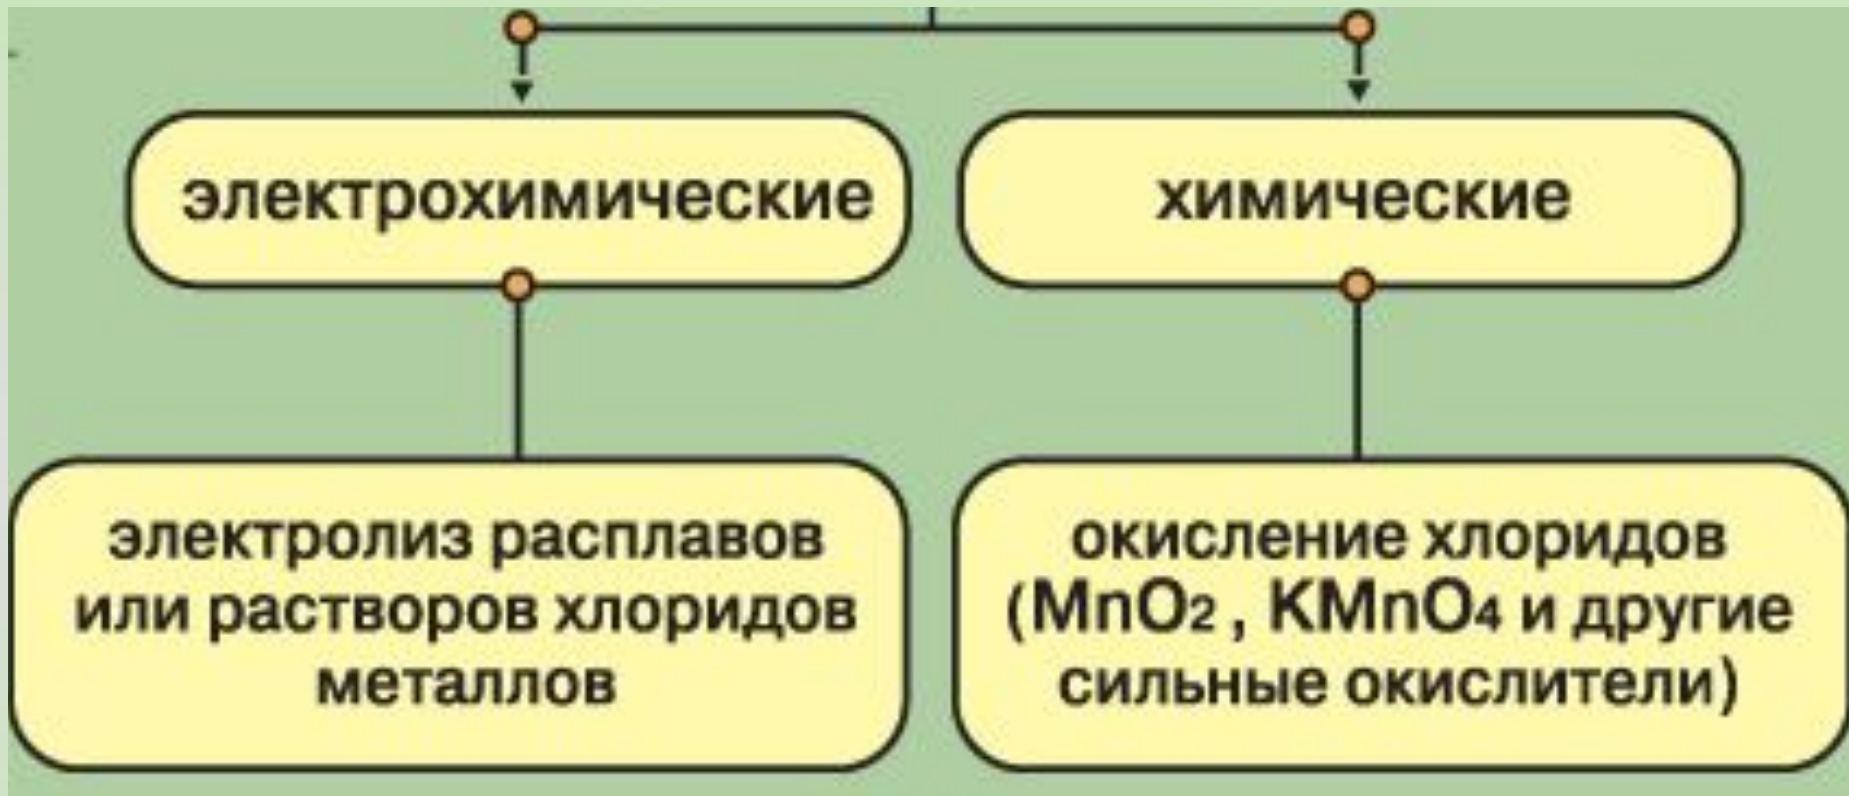 электрохимические
химические
электролиз расплавов
или растворов хлоридов
металлов
окисление хлоридов
(MnO₂ , KMnO₄ и другие
сильные окислители)